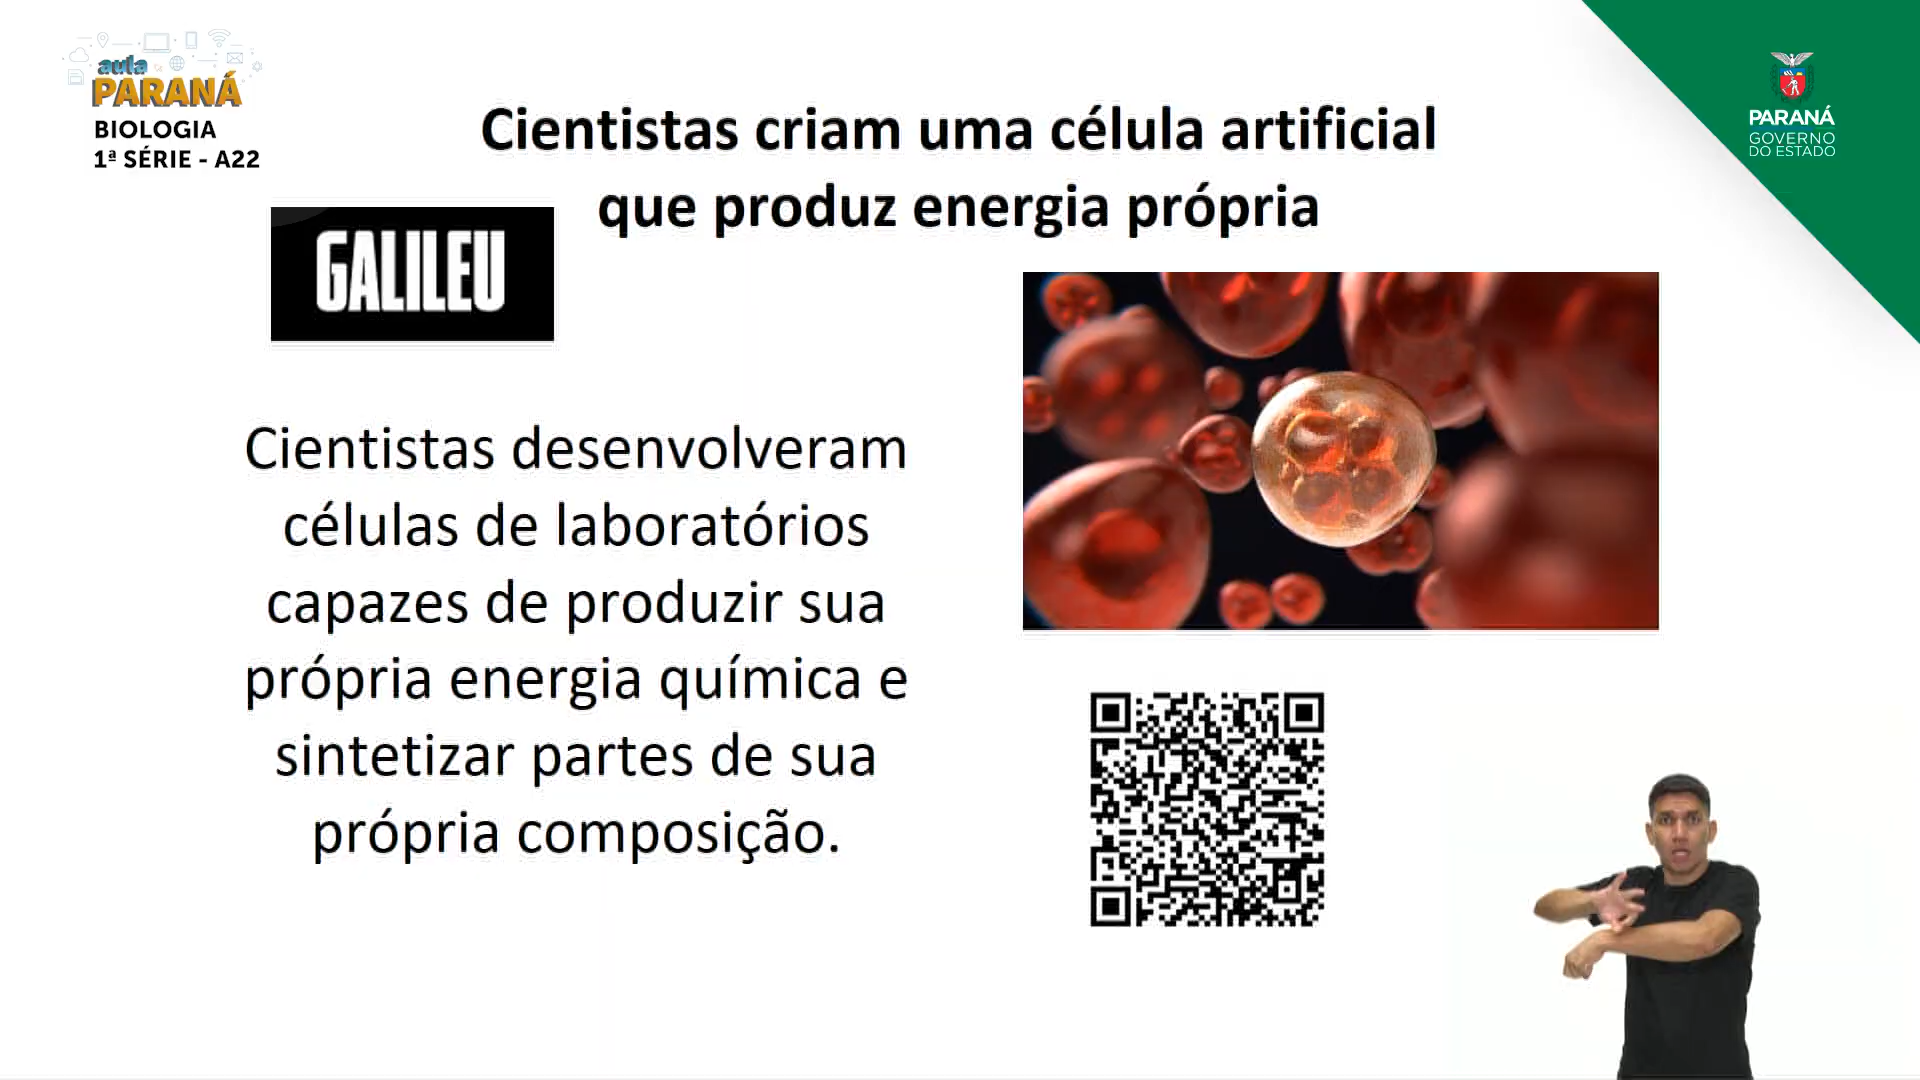 aula
PARANÁ
BIOLOGIA
1ª SÉRIE - A22
Cientistas criam uma célula artificial
que produz energia própria
PARANÁ
GOVERNO
DO ESTADO
GALILEU
Cientistas desenvolveram
células de laboratórios
capazes de produzir sua
própria energia química e
sintetizar partes de sua
própria composição.